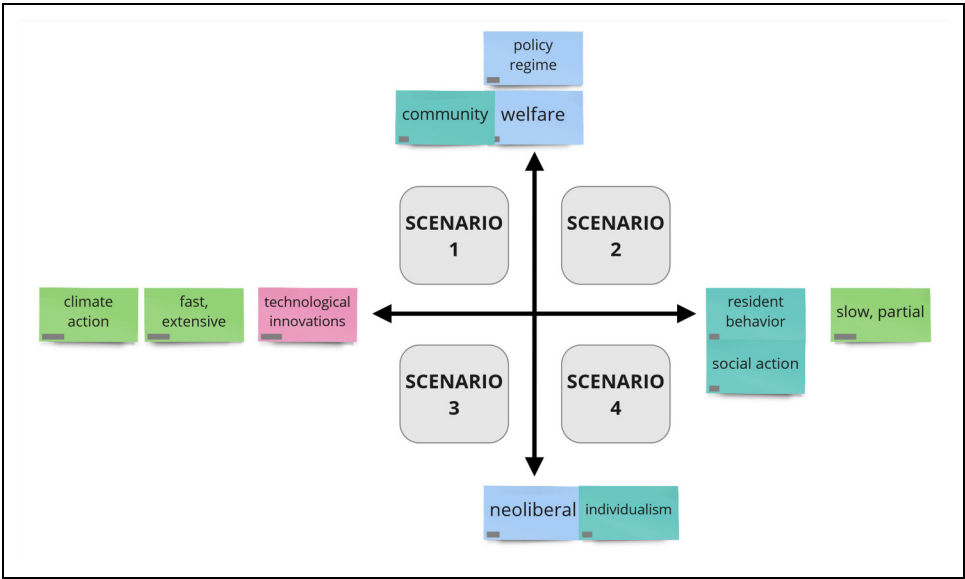 policy
regime
community
welfare
SCENARIO
1
SCENARIO
2
climate
action
fast,
extensive
technological
innovations
resident
behavior
slow, partial
social action
SCENARIO
3
SCENARIO
4
neoliberal
individualism